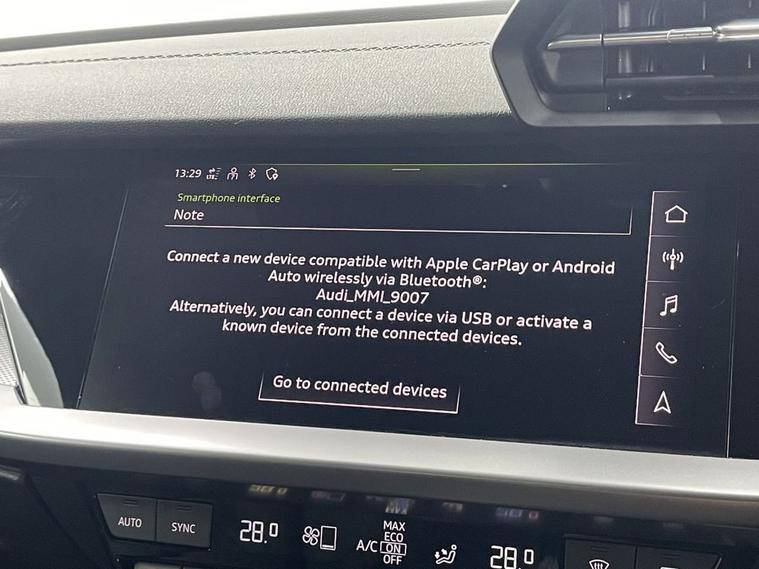 13:29 LTE
Smartphone interface
Note
Connect a new device compatible with Apple CarPlay or Android
Auto wirelessly via Bluetooth®:
Audi_MMI_9007
Alternatively, you can connect a device via USB or activate a
known device from the connected devices.
Go to connected devices
AUTO
SYNC
28.0
MAX
ECO
A/C ON
OFF
28.0